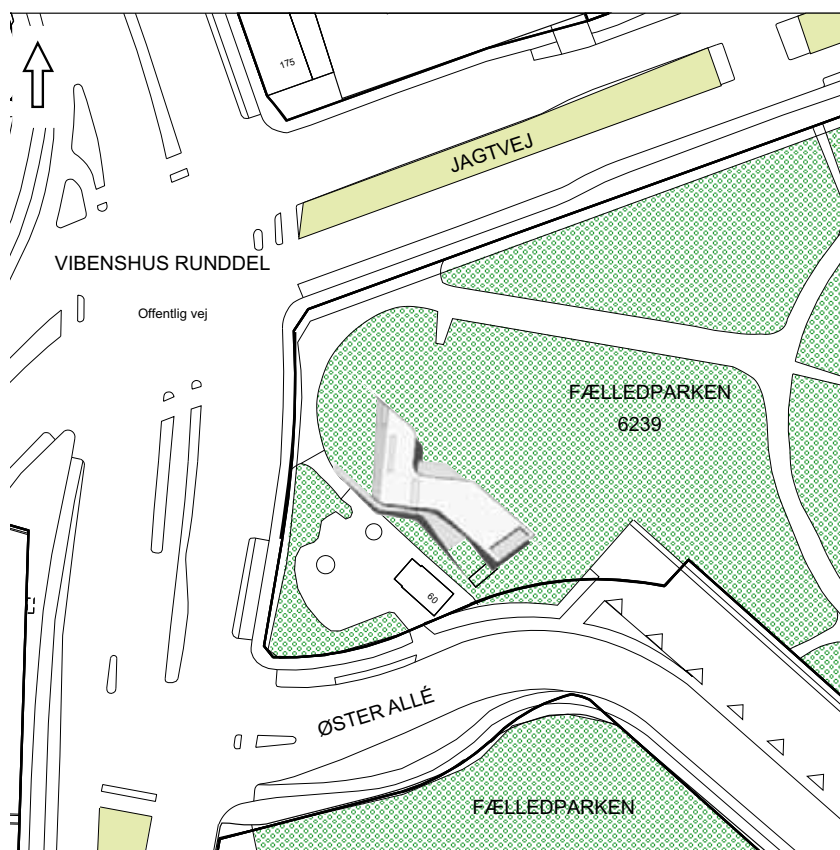 175
JAGTVEJ
VIBENSHUS RUNDDEL
Offentlig vej
FÆLLEDPARKEN
6239
60
ØSTER ALLÉ
FÆLLEDPARKEN